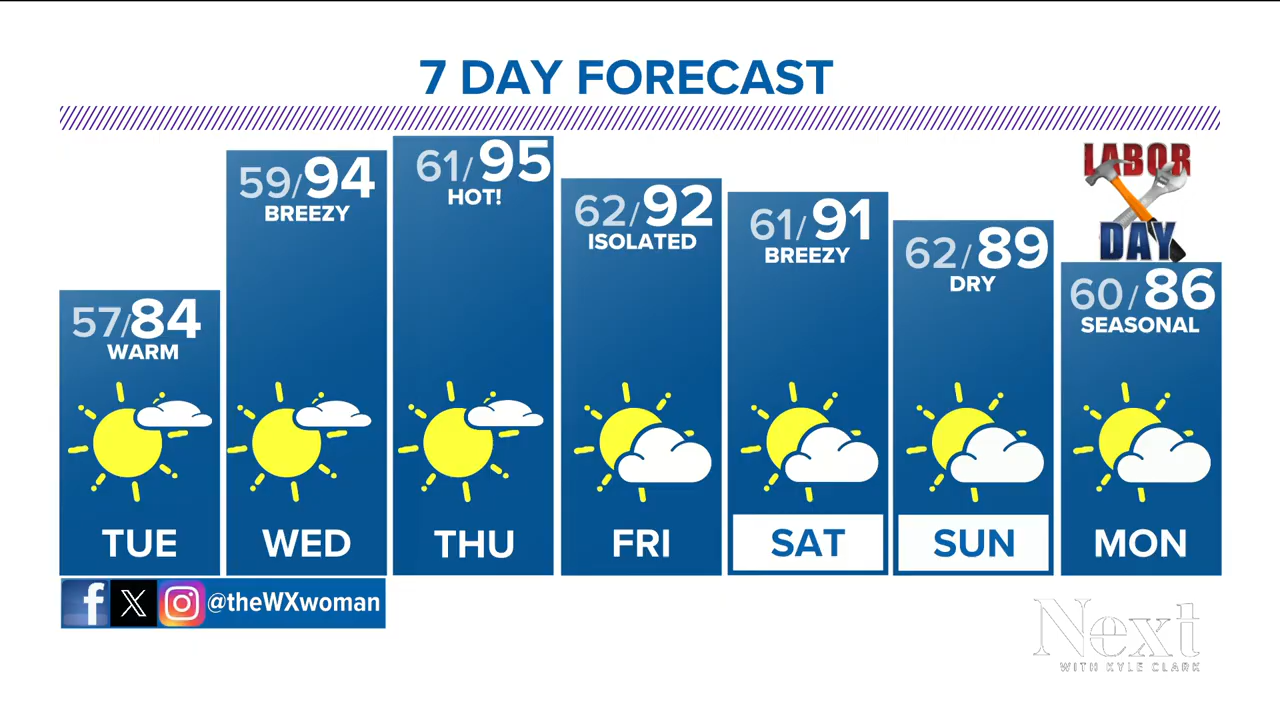 7 DAY FORECAST
57/84
WARM
TUE
59/94
BREEZY
WED
61/95
HOT!
THU
62/92
ISOLATED
FRI
61/91
BREEZY
SAT
62/89
DRY
SUN
LABOR
DAY
60/86
SEASONAL
MON
@theWXwoman
Next
WITH KYLE CLARK